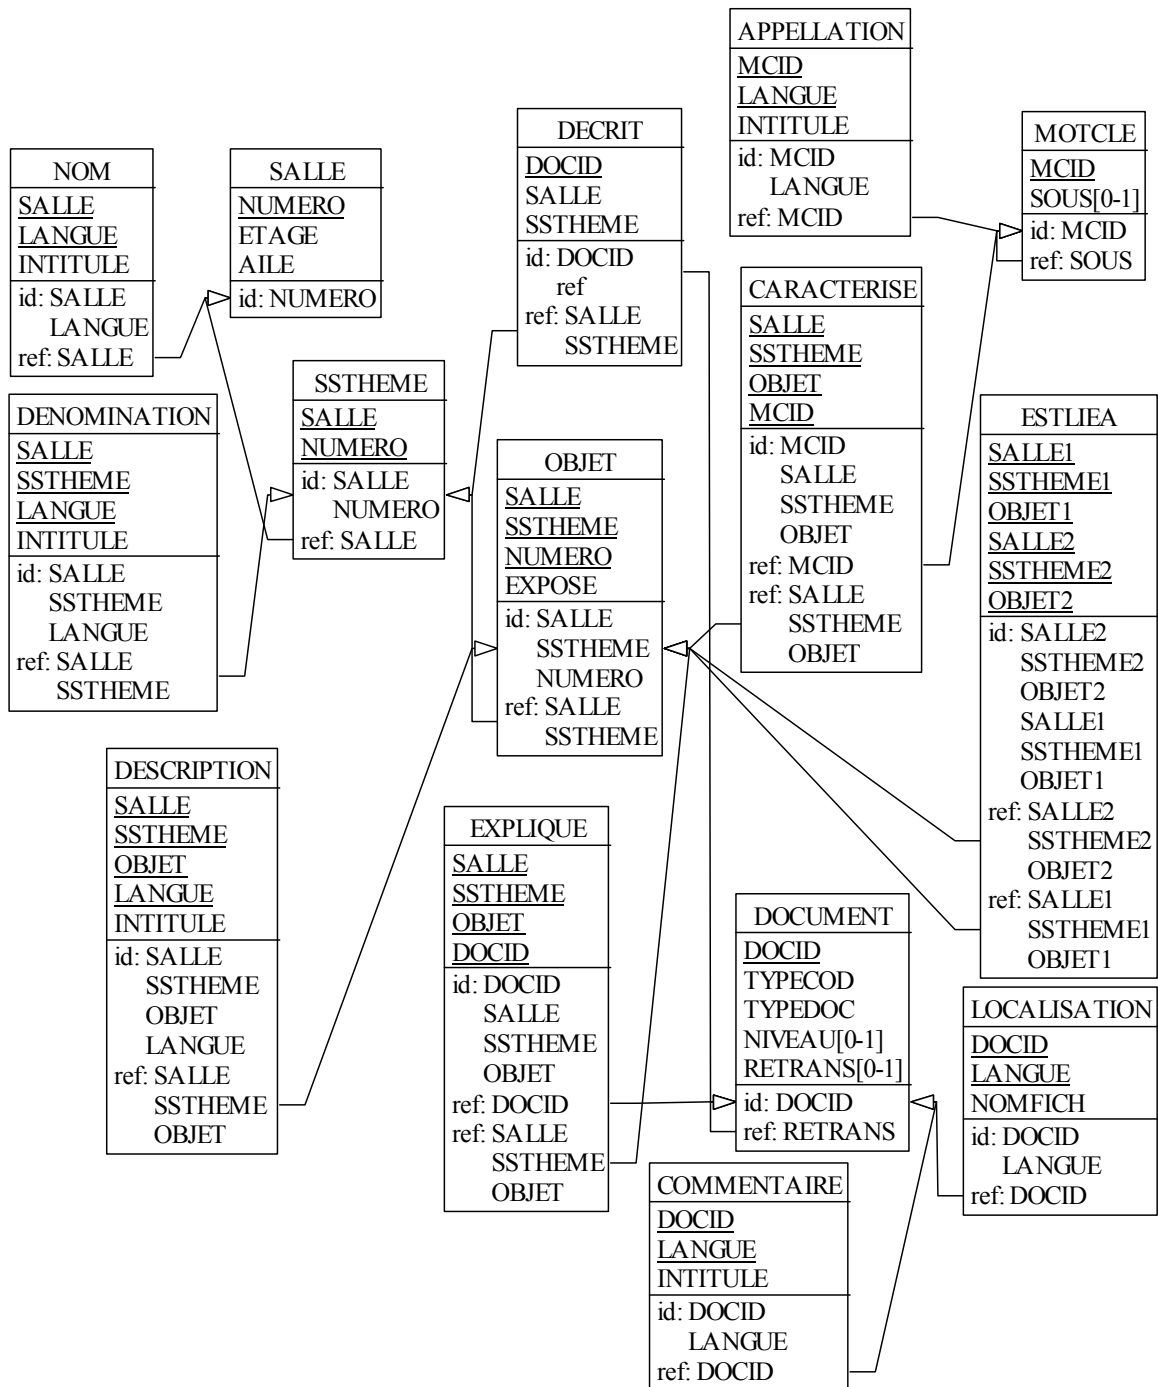 APPELLATION
MCID
LANGUE
INTITULE
id: MCID
LANGUE
ref: MCID
MOTCLE
MCID
SOUS[0-1]
id: MCID
ref: SOUS
DECRIT
DOCID
SALLE
SSTHEME
id: DOCID
ref
ref: SALLE
SSTHEME
NOM
SALLE
LANGUE
INTITULE
id: SALLE
LANGUE
ref: SALLE
SALLE
NUMERO
ETAGE
AILE
id: NUMERO
CARACTERISE
SALLE
SSTHEME
OBJET
MCID
id: MCID
SALLE
SSTHEME
OBJET
ref: MCID
ref: SALLE
SSTHEME
OBJET
SSTHEME
SALLE
NUMERO
id: SALLE
NUMERO
ref: SALLE
DENOMINATION
SALLE
SSTHEME
LANGUE
INTITULE
id: SALLE
SSTHEME
LANGUE
ref: SALLE
SSTHEME
OBJET
SALLE
SSTHEME
NUMERO
EXPOSE
id: SALLE
SSTHEME
NUMERO
ref: SALLE
SSTHEME
ESTLIEA
SALLE1
SSTHEME1
OBJET1
SALLE2
SSTHEME2
OBJET2
id: SALLE2
SSTHEME2
OBJET2
SALLE1
SSTHEME1
OBJET1
ref: SALLE2
SSTHEME2
OBJET2
ref: SALLE1
SSTHEME1
OBJET1
DESCRIPTION
SALLE
SSTHEME
OBJET
LANGUE
INTITULE
id: SALLE
SSTHEME
OBJET
LANGUE
ref: SALLE
SSTHEME
OBJET
EXPLIQUE
SALLE
SSTHEME
OBJET
DOCID
id: DOCID
SALLE
SSTHEME
OBJET
ref: DOCID
ref: SALLE
SSTHEME
OBJET
DOCUMENT
DOCID
TYPECOD
TYPEDOC
NIVEAU[0-1]
RETRANS[0-1]
id: DOCID
ref: RETRANS
LOCALISATION
DOCID
LANGUE
NOMFICH
id: DOCID
LANGUE
ref: DOCID
COMMENTAIRE
DOCID
LANGUE
INTITULE
id: DOCID
LANGUE
ref: DOCID